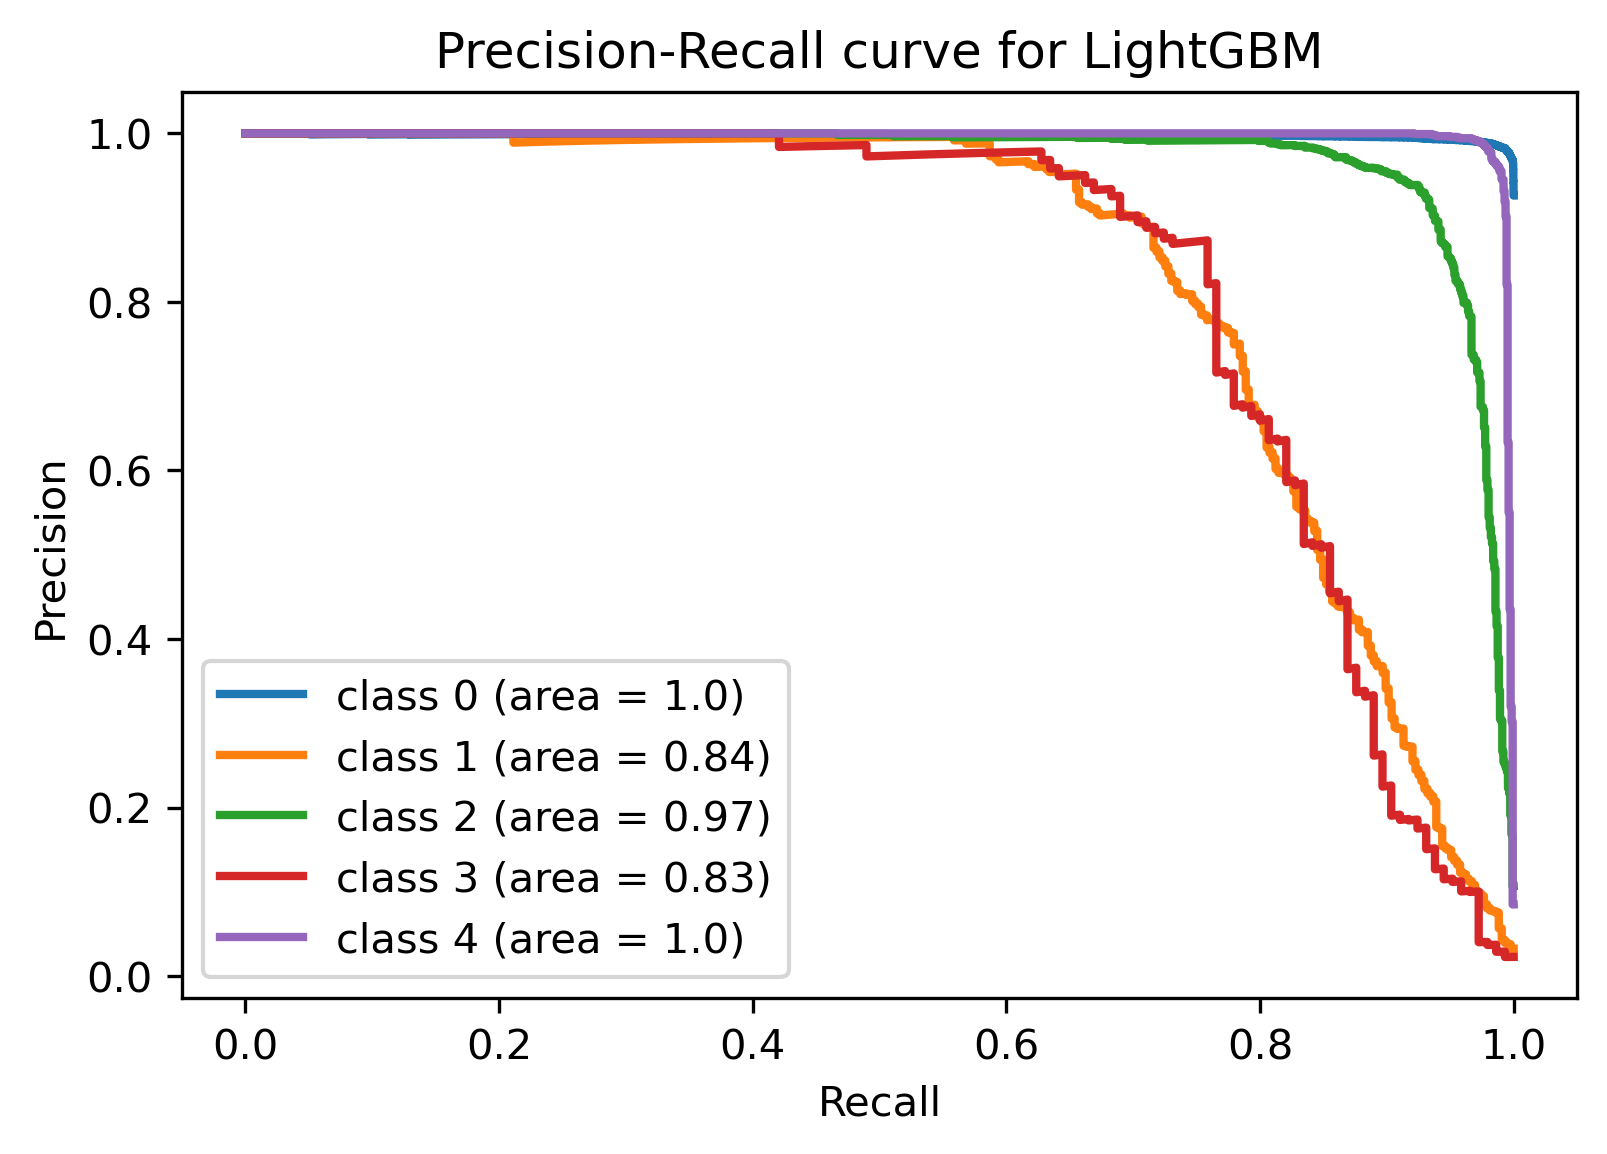 Precision-Recall curve for LightGBM
1.0
0.8
0.6
0.4
0.2
0.0
Precision
class 0 (area = 1.0)
class 1 (area = 0.84)
class 2 (area = 0.97)
class 3 (area = 0.83)
class 4 (area = 1.0)
0.0 0.2 0.4 0.6 0.8 1.0
Recall